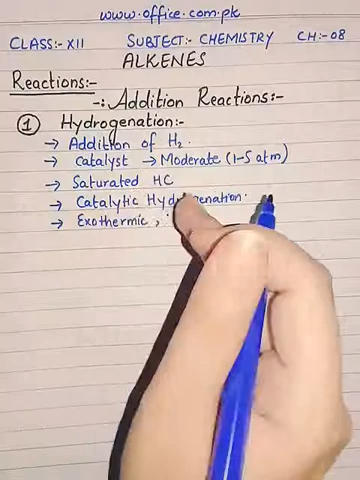 www.office.com.pk
CLASS:- XII SUBJECT:- CHEMISTRY CH:-08
ALKENES
Reactions:-
-: Addition Reactions:-
① Hydrogenation:-
→ Addition of H₂.
→ Catalyst → Moderate (1-5 atm)
→ Saturated HC
→ Catalytic Hydrogenation.
→ Exothermic,